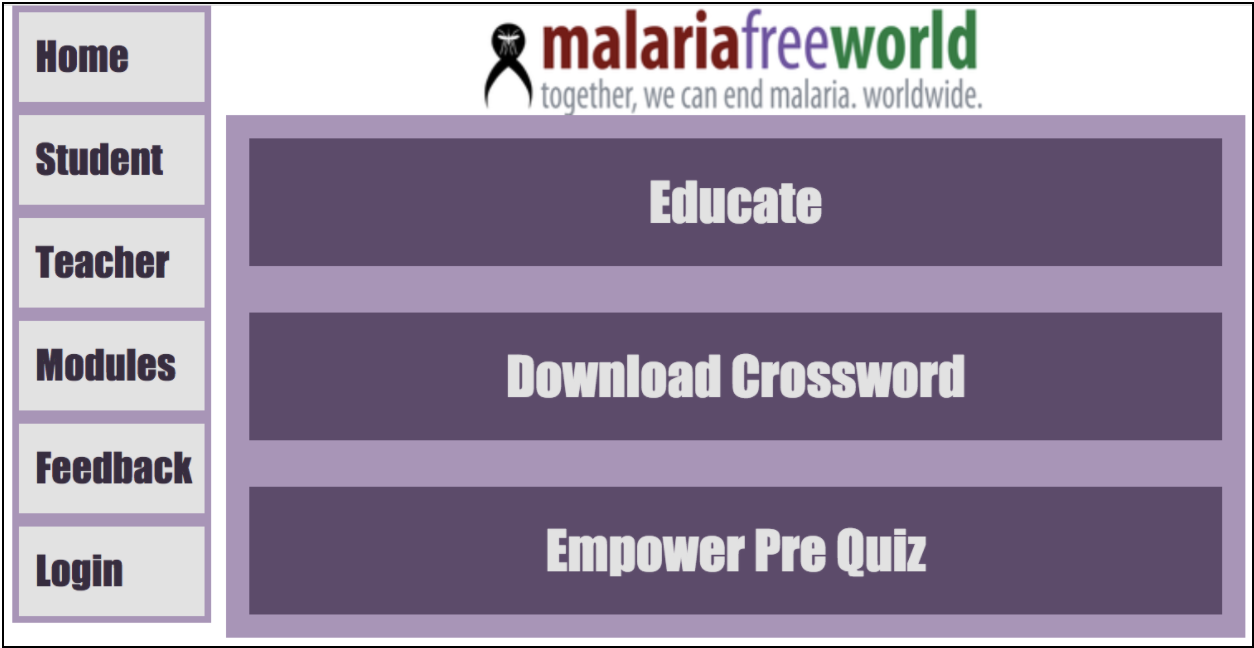 Home
Student
Teacher
Modules
Feedback
Login
malariafreeworld
together, we can end malaria. worldwide.
Educate
Download Crossword
Empower Pre Quiz